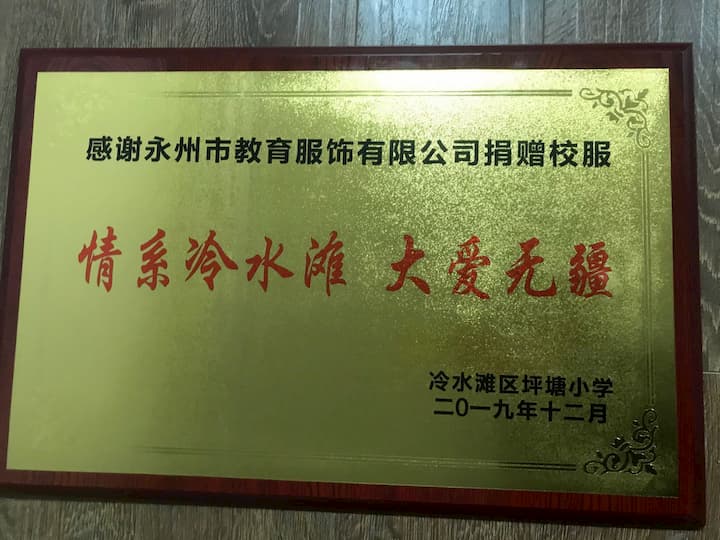 感谢永州市教育服饰有限公司捐赠校服
情系冷水滩 大爱无疆
冷水滩区坪塘小学
二〇一九年十二月